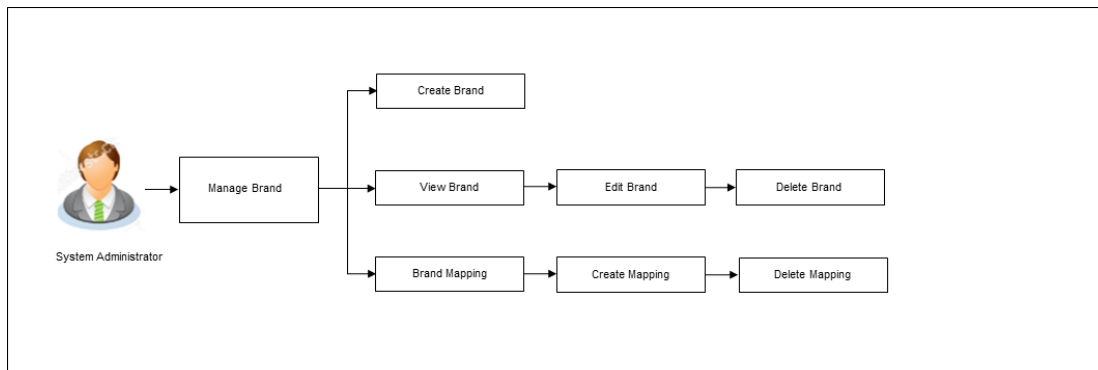 Create Brand
Manage Brand
View Brand
Edit Brand
Delete Brand
System Administrator
Brand Mapping
Create Mapping
Delete Mapping